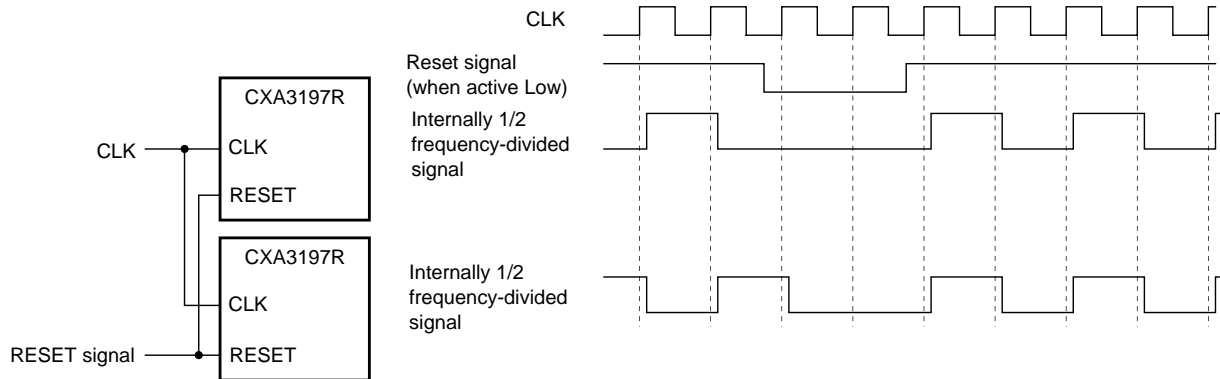 CXA3197R
CLK
CLK
RESET
CXA3197R
CLK
RESET signal
RESET
CLK
Reset signal
(when active Low)
Internally 1/2
frequency-divided
signal
Internally 1/2
frequency-divided
signal